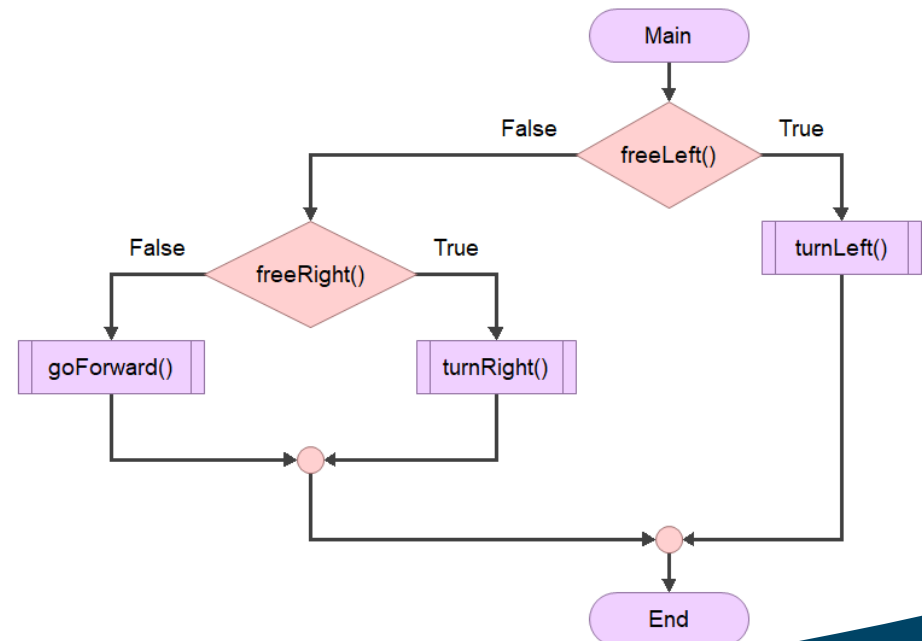 Main
False
True
freeLeft()
False
True
turnLeft()
freeRight()
goForward()
turnRight()
End